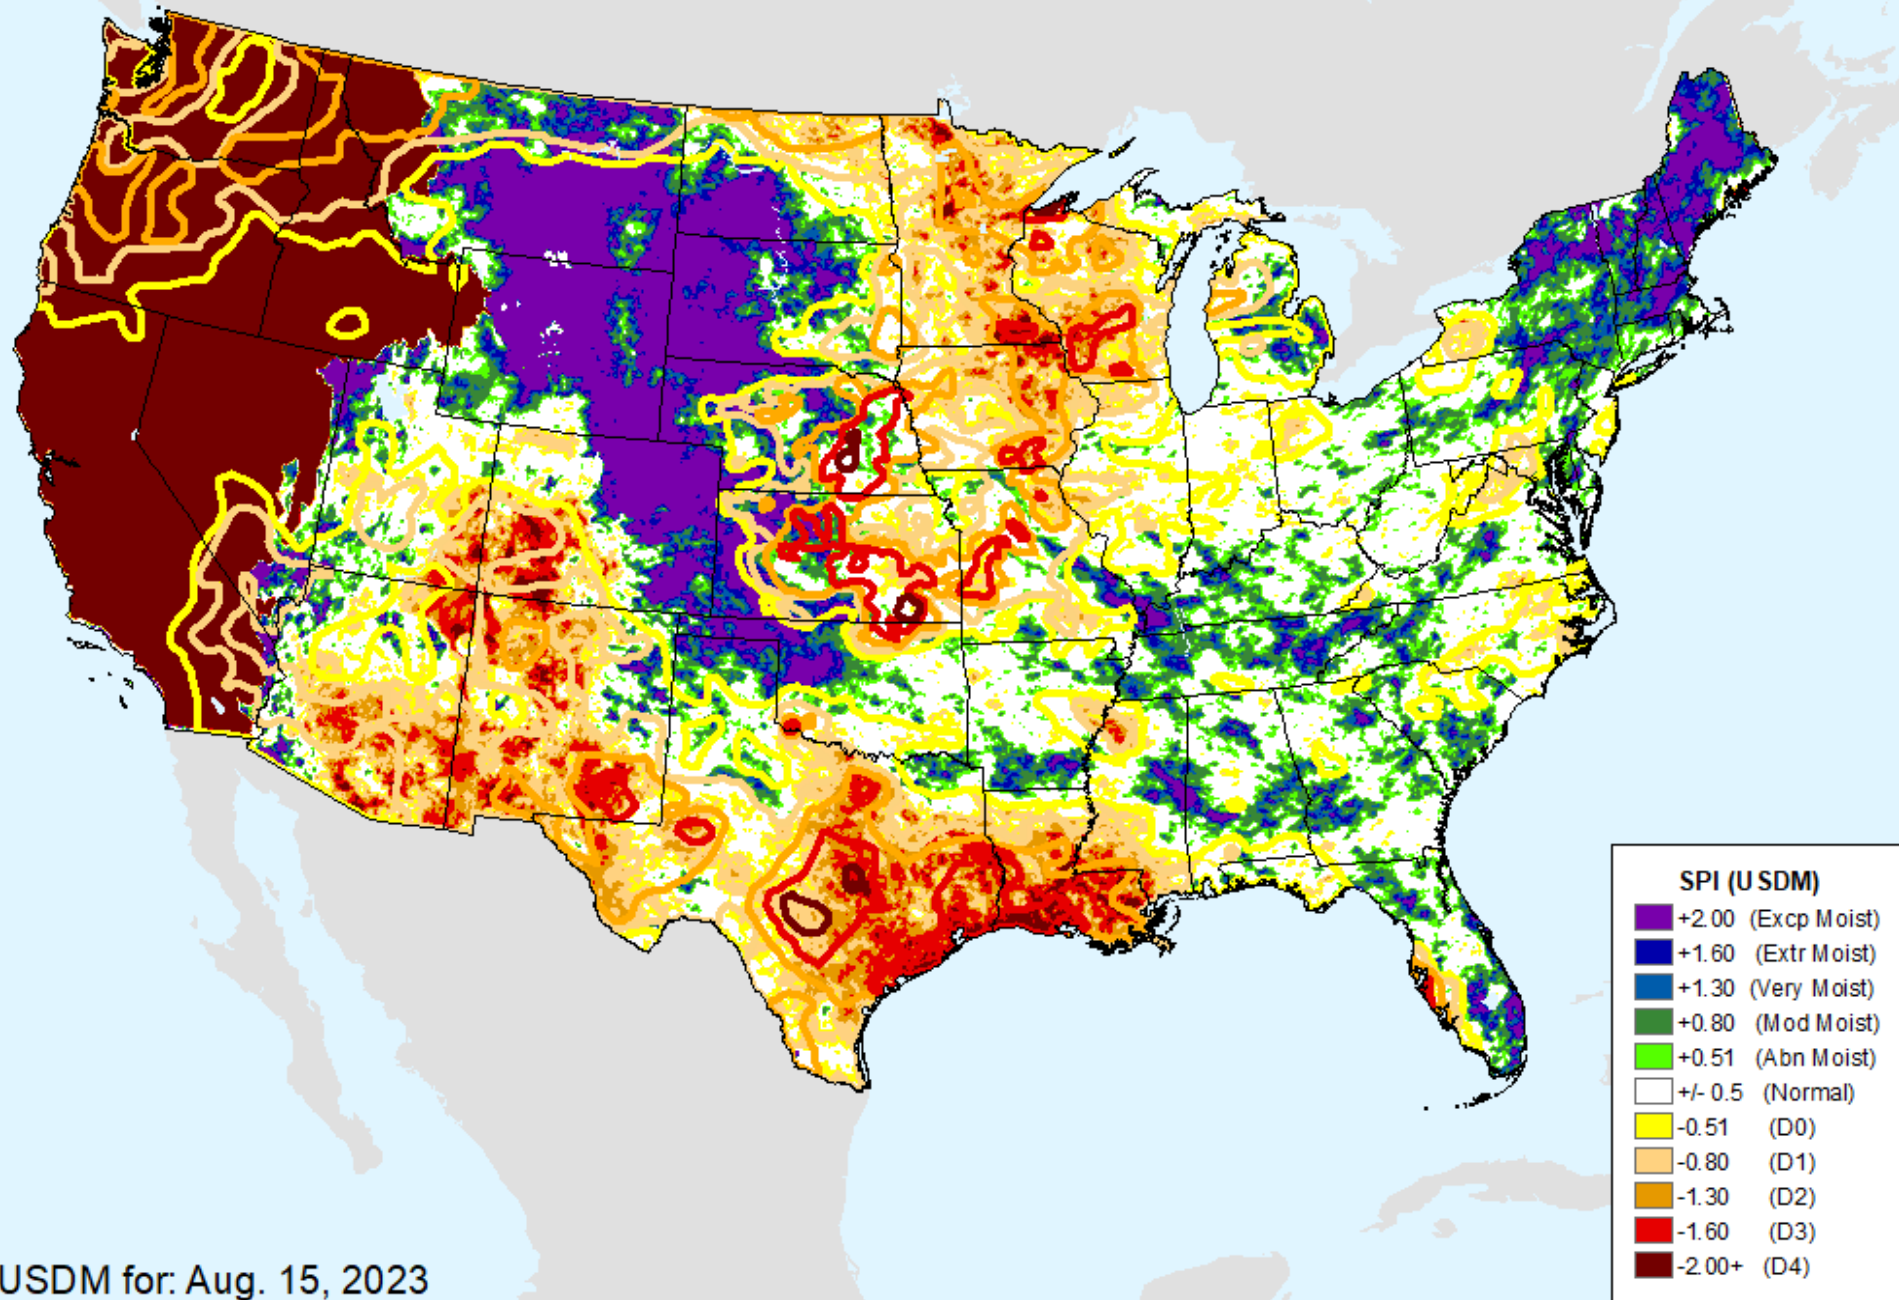 SPI (USDM)
+2.00 (Excp Moist)
+1.60 (Extr Moist)
+1.30 (Very Moist)
+0.80 (Mod Moist)
+0.51 (Abn Moist)
+/- 0.5 (Normal)
-0.51 (D0)
-0.80 (D1)
-1.30 (D2)
-1.60 (D3)
-2.00+ (D4)
USDM for: Aug. 15, 2023